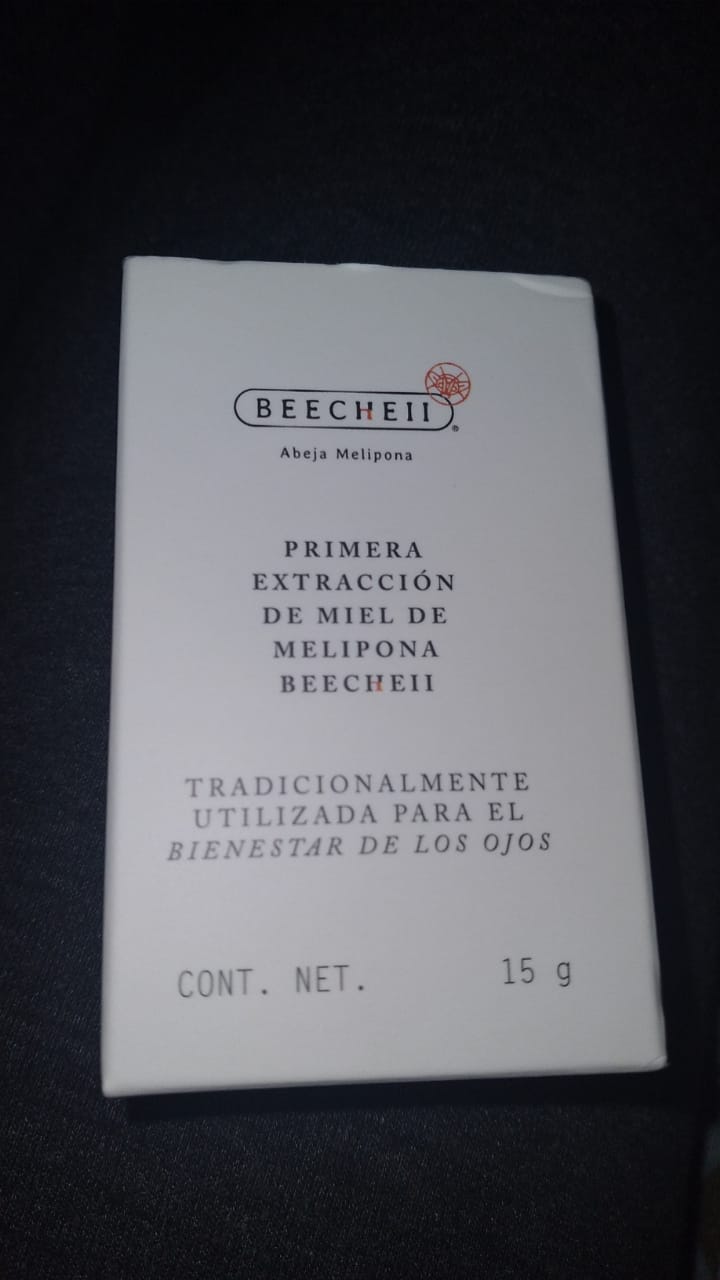 BEECHEII®
Abeja Melipona
PRIMERA
EXTRACCIÓN
DE MIEL DE
MELIPONA
BEECHEII
TRADICIONALMENTE
UTILIZADA PARA EL
BIENESTAR DE LOS OJOS
CONT. NET. 15 g